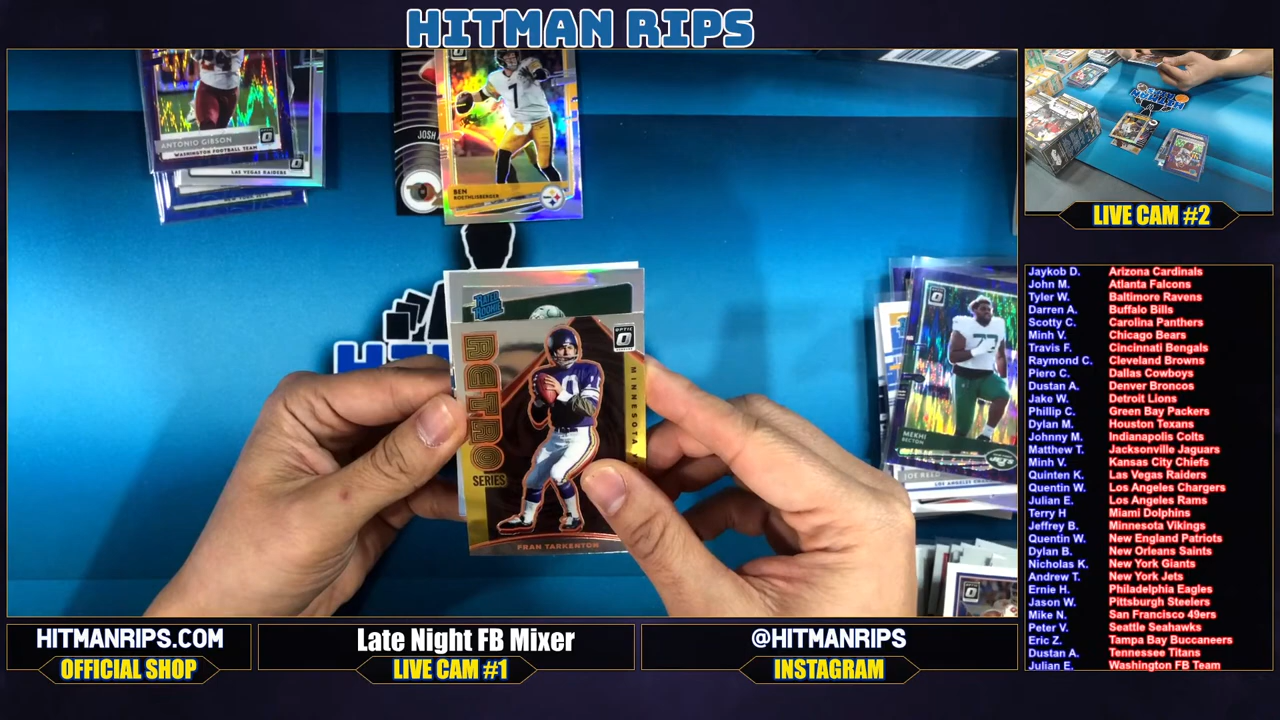 HITMAN RIPS
ANTONIO GIBSON
WASHINGTON FOOTBALL TEAM
LAS VEGAS RAIDERS
JOSH
7
BEN
ROETHLISBERGER
RATED
ROOKIE
OPTIC
RETRO
SERIES
MINNESOTA
FRAN TARKENTON
77
MEKHI
BECTON
LOS ANGELES
LIVE CAM #2
Jaykob D. Arizona Cardinals
John M. Atlanta Falcons
Tyler W. Baltimore Ravens
Darren A. Buffalo Bills
Scotty C. Carolina Panthers
Minh V. Chicago Bears
Travis F. Cincinnati Bengals
Raymond C. Cleveland Browns
Piero C. Dallas Cowboys
Dustan A. Denver Broncos
Jake W. Detroit Lions
Phillip C. Green Bay Packers
Dylan M. Houston Texans
Johnny M. Indianapolis Colts
Matthew T. Jacksonville Jaguars
Minh V. Kansas City Chiefs
Quinten K. Las Vegas Raiders
Quentin W. Los Angeles Chargers
Julian E. Los Angeles Rams
Terry H Miami Dolphins
Jeffrey B. Minnesota Vikings
Quentin W. New England Patriots
Dylan B. New Orleans Saints
Nicholas K. New York Giants
Andrew T. New York Jets
Ernie H. Philadelphia Eagles
Jason W. Pittsburgh Steelers
Mike N. San Francisco 49ers
Peter V. Seattle Seahawks
Eric Z. Tampa Bay Buccaneers
Dustan A. Tennessee Titans
Julian E. Washington FB Team
HITMANRIPS.COM
OFFICIAL SHOP
Late Night FB Mixer
LIVE CAM #1
@HITMANRIPS
INSTAGRAM